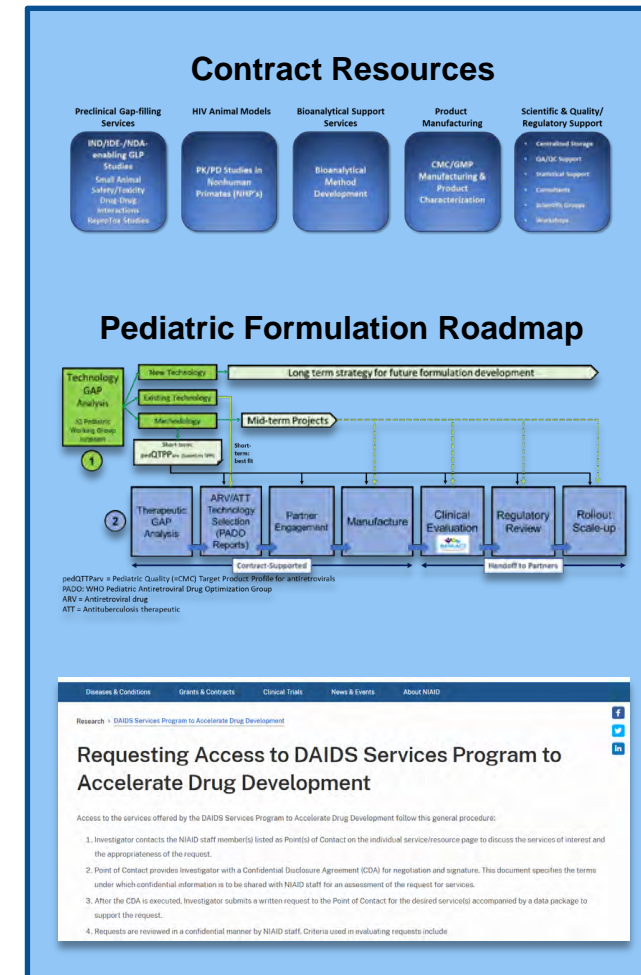 Contract Resources
Preclinical Gap-filling
Services
HIV Animal Models
Bioanalytical Support
Services
Product
Manufacturing
Scientific & Quality/
Regulatory Support
IND/IDE-/NDA-
enabling GLP
Studies
Small Animal
Safety/Toxicity
Drug-Drug
Interactions
ReproTox Studies
PK/PD Studies in
Nonhuman
Primates (NHP's)
Bioanalytical
Method
Development
CMC/GMP
Manufacturing &
Product
Characterization
• Centralized Storage
• QA/QC Support
• Statistical Support
• Consultants
• Scientific Groups
• Workshops
Pediatric Formulation Roadmap
Technology
GAP
Analysis
IQ Pediatric
Working Group
1
New Technology
Long term strategy for future formulation development
Existing Technology
Methodology
Mid-term Projects
Short-term:
pedQTPP
Short-
term:
best fit
2
Therapeutic
GAP
Analysis
ARV/ATT
Technology
Selection
(PADO
Reports)
Partner
Engagement
Manufacture
Clinical
Evaluation
IMPAACT
Regulatory
Review
Rollout
Scale-up
Contract-Supported
Handoff to Partners
pedQTTParv = Pediatric Quality (=CMC) Target Product Profile for antiretrovirals
PADO: WHO Pediatric Antiretroviral Drug Optimization Group
ARV = Antiretroviral drug
ATT = Antituberculosis therapeutic
Diseases & Conditions Grants & Contracts Clinical Trials News & Events About NIAID
Research > DAIDS Services Program to Accelerate Drug Development
Requesting Access to DAIDS Services Program to
Accelerate Drug Development
Access to the services offered by the DAIDS Services Program to Accelerate Drug Development follow this general procedure:
1. Investigator contacts the NIAID staff member(s) listed as Point(s) of Contact on the individual service/resource page to discuss the services of interest and
the appropriateness of the request.
2. Point of Contact provides Investigator with a Confidential Disclosure Agreement (CDA) for negotiation and signature. This document specifies the terms
under which confidential information is to be shared with NIAID staff for an assessment of the request for services.
3. After the CDA is executed, Investigator submits a written request to the Point of Contact for the desired service(s) accompanied by a data package to
support the request.
4. Requests are reviewed in a confidential manner by NIAID staff. Criteria used in evaluating requests include
f
in